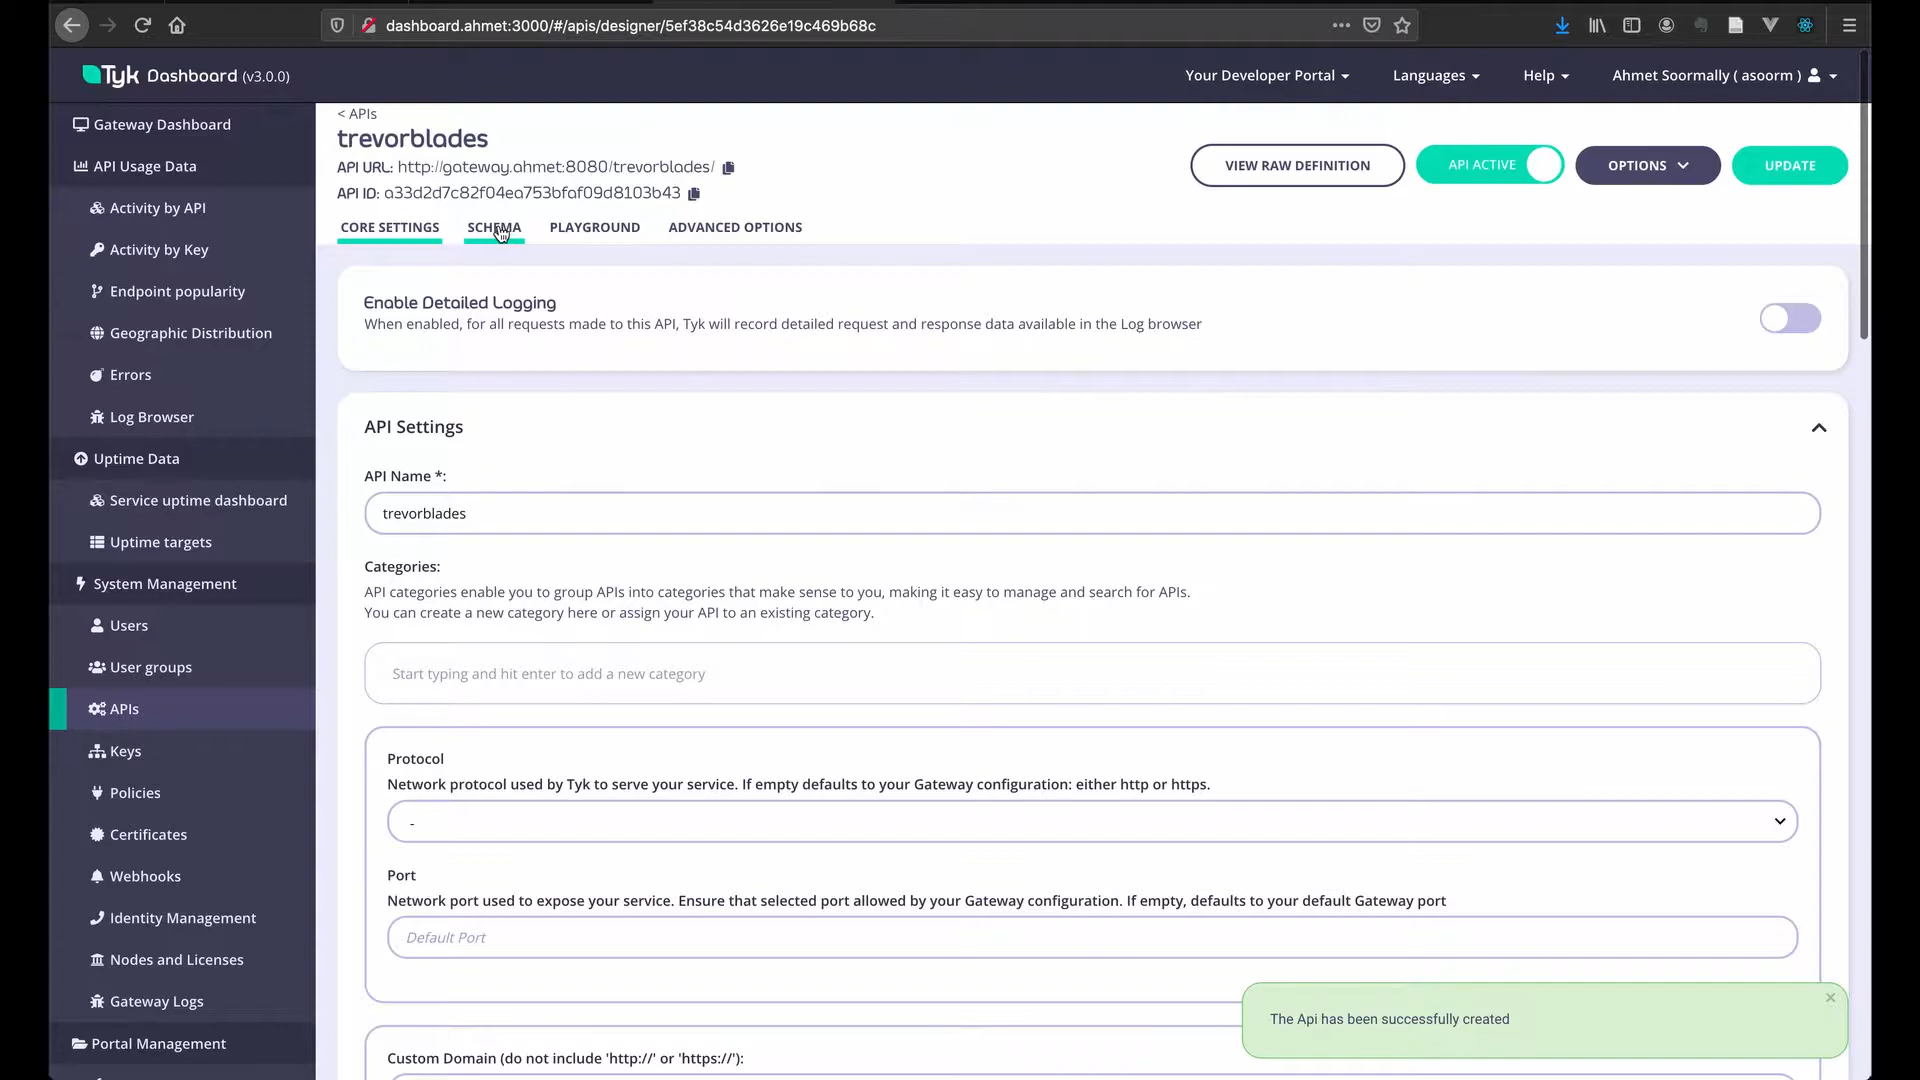 dashboard.ahmet:3000/#/apis/designer/5ef38c54d3626e19c469b68c
Tyk Dashboard (v3.0.0)
Your Developer Portal
Languages
Help
Ahmet Soormally ( asoorm )
Gateway Dashboard
API Usage Data
Activity by API
Activity by Key
Endpoint popularity
Geographic Distribution
Errors
Log Browser
Uptime Data
Service uptime dashboard
Uptime targets
System Management
Users
User groups
APIs
Keys
Policies
Certificates
Webhooks
Identity Management
Nodes and Licenses
Gateway Logs
Portal Management
< APIs
trevorblades
API URL: http://gateway.ahmet:8080/trevorblades/
API ID: a33d2d7c82f04ea753bfaf09d8103b43
VIEW RAW DEFINITION
API ACTIVE
OPTIONS
UPDATE
CORE SETTINGS
SCHEMA
PLAYGROUND
ADVANCED OPTIONS
Enable Detailed Logging
When enabled, for all requests made to this API, Tyk will record detailed request and response data available in the Log browser
API Settings
API Name *:
trevorblades
Categories:
API categories enable you to group APIs into categories that make sense to you, making it easy to manage and search for APIs.
You can create a new category here or assign your API to an existing category.
Start typing and hit enter to add a new category
Protocol
Network protocol used by Tyk to serve your service. If empty defaults to your Gateway configuration: either http or https.
-
Port
Network port used to expose your service. Ensure that selected port allowed by your Gateway configuration. If empty, defaults to your default Gateway port
Default Port
Custom Domain (do not include 'http://' or 'https://'):
The Api has been successfully created